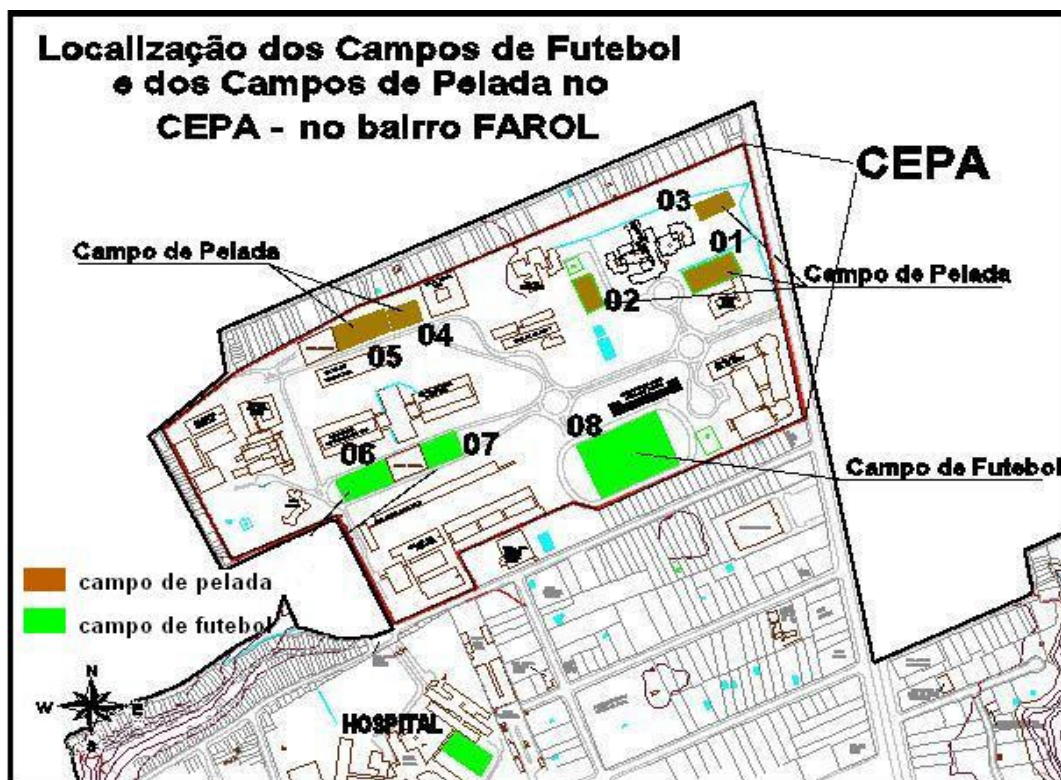 Localização dos Campos de Futebol
e dos Campos de Pelada no
CEPA - no bairro FAROL
CEPA
03
01
Campo de Pelada
Campo de Pelada
02
04
05
08
07
06
Campo de Futebol
campo de pelada
campo de futebol
N
W
E
S
HOSPITAL